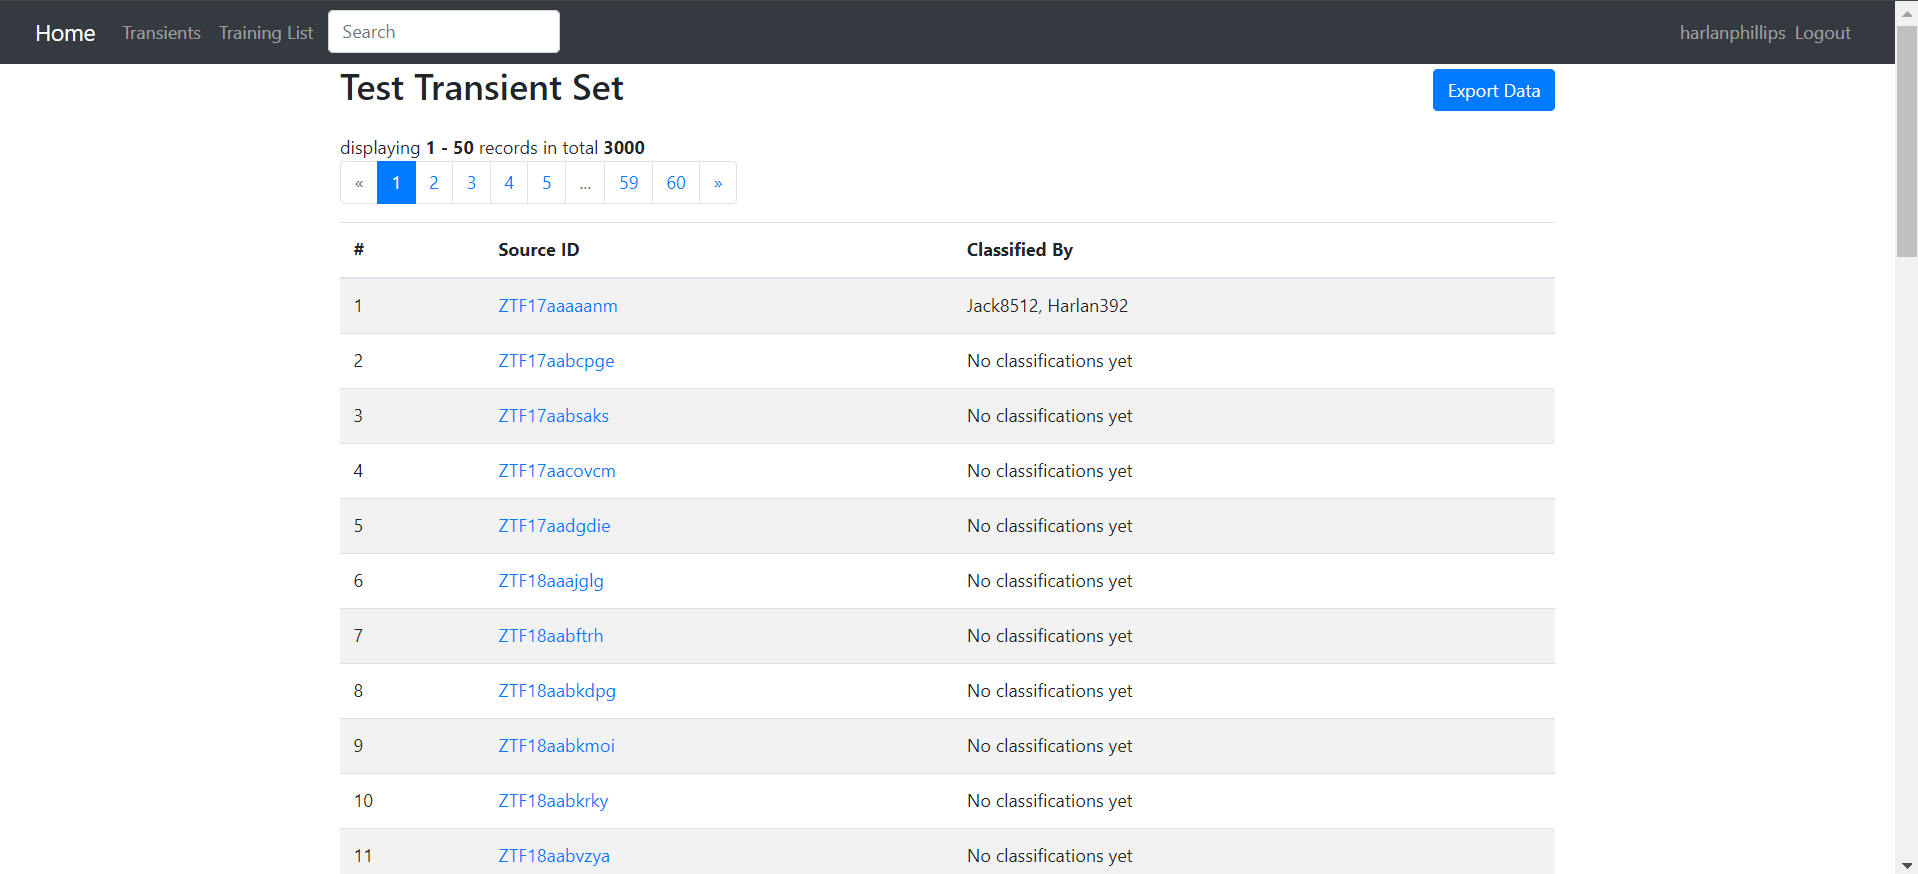 Home Transients Training List Search harlanphillips Logout
Test Transient Set Export Data
displaying 1 - 50 records in total 3000
« 1 2 3 4 5 ... 59 60 »
# Source ID Classified By
1 ZTF17aaaaanm Jack8512, Harlan392
2 ZTF17aabcpge No classifications yet
3 ZTF17aabsaks No classifications yet
4 ZTF17aacovcm No classifications yet
5 ZTF17aadgdie No classifications yet
6 ZTF18aaajglg No classifications yet
7 ZTF18aabftrh No classifications yet
8 ZTF18aabkdpg No classifications yet
9 ZTF18aabkmoi No classifications yet
10 ZTF18aabkrky No classifications yet
11 ZTF18aabvzya No classifications yet